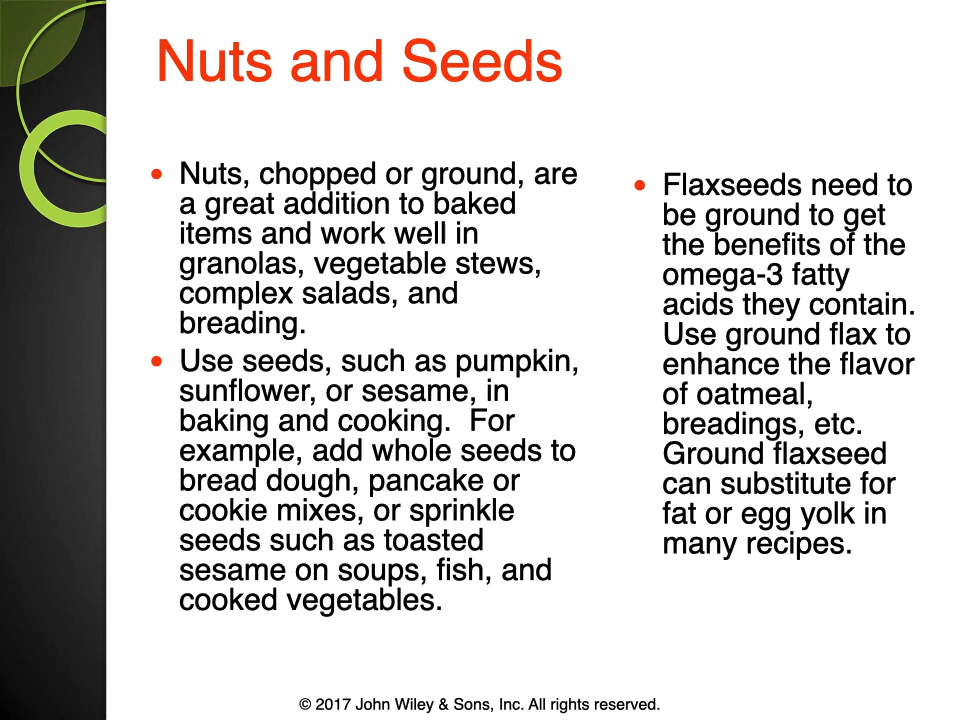 Nuts and Seeds
• Nuts, chopped or ground, are
a great addition to baked
items and work well in
granolas, vegetable stews,
complex salads, and
breading.
• Use seeds, such as pumpkin,
sunflower, or sesame, in
baking and cooking.  For
example, add whole seeds to
bread dough, pancake or
cookie mixes, or sprinkle
seeds such as toasted
sesame on soups, fish, and
cooked vegetables.
• Flaxseeds need to
be ground to get
the benefits of the
omega-3 fatty
acids they contain.
Use ground flax to
enhance the flavor
of oatmeal,
breadings, etc.
Ground flaxseed
can substitute for
fat or egg yolk in
many recipes.
© 2017 John Wiley & Sons, Inc. All rights reserved.